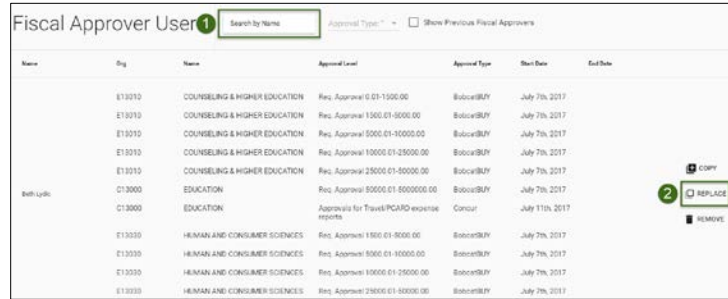 Fiscal Approver User
1
Search by Name
Approval Type: *
Show Previous Fiscal Approvers
Name Org Name Approval Level Approval Type Start Date End Date
E13010 COUNSELING & HIGHER EDUCATION Req. Approval 0.01-1500.00 BobcatBUY July 7th, 2017
E13010 COUNSELING & HIGHER EDUCATION Req. Approval 1500.01-5000.00 BobcatBUY July 7th, 2017
E13010 COUNSELING & HIGHER EDUCATION Req. Approval 5000.01-10000.00 BobcatBUY July 7th, 2017
E13010 COUNSELING & HIGHER EDUCATION Req. Approval 10000.01-25000.00 BobcatBUY July 7th, 2017
E13010 COUNSELING & HIGHER EDUCATION Req. Approval 25000.01-50000.00 BobcatBUY July 7th, 2017
COPY
Beth Lydic C13000 EDUCATION Req. Approval 50000.01-5000000.00 BobcatBUY July 7th, 2017
2 REPLACE
C13000 EDUCATION Approvals for Travel/PCARD expense reports Concur July 11th, 2017
REMOVE
E13030 HUMAN AND CONSUMER SCIENCES Req. Approval 1500.01-5000.00 BobcatBUY July 7th, 2017
E13030 HUMAN AND CONSUMER SCIENCES Req. Approval 5000.01-10000.00 BobcatBUY July 7th, 2017
E13030 HUMAN AND CONSUMER SCIENCES Req. Approval 10000.01-25000.00 BobcatBUY July 7th, 2017
E13030 HUMAN AND CONSUMER SCIENCES Req. Approval 25000.01-50000.00 BobcatBUY July 7th, 2017